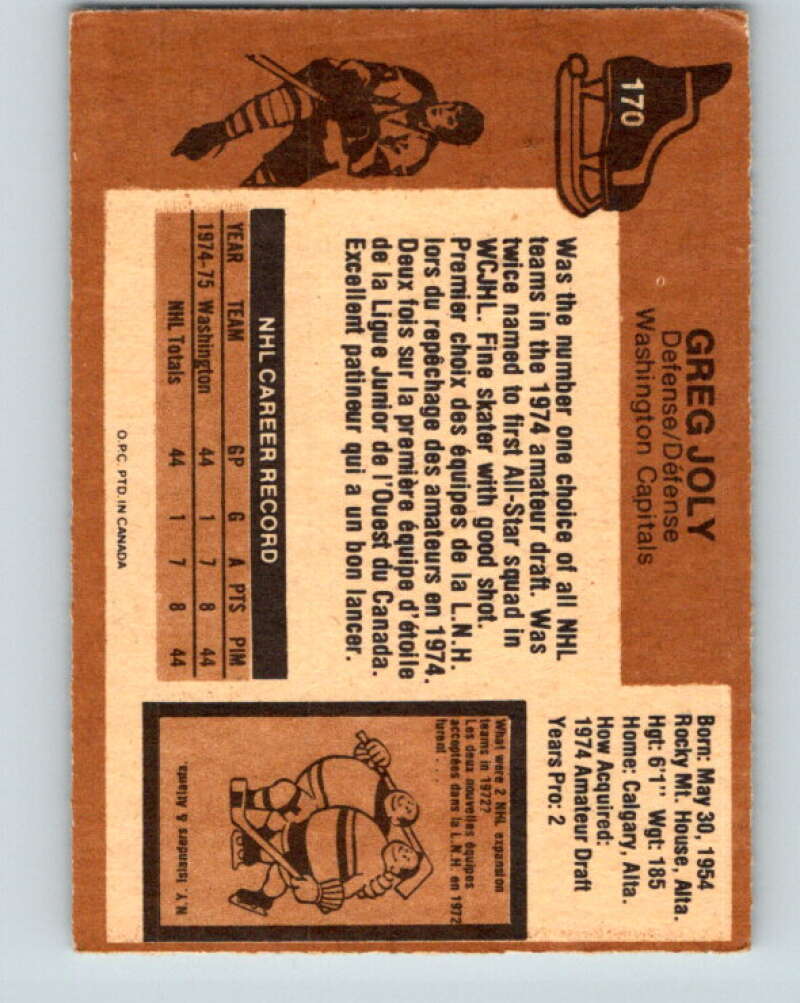 170
GREG JOLY
Defense/Défense
Washington Capitals
Born: May 30, 1954
Rocky Mt. House, Alta.
Hgt: 6'1" Wgt: 185
Home: Calgary, Alta.
How Acquired:
1974 Amateur Draft
Years Pro: 2
Was the number one choice of all NHL
teams in the 1974 amateur draft. Was
twice named to first All-Star squad in
WCJHL. Fine skater with good shot.
Premier choix des équipes de la L.N.H.
lors du repêchage des amateurs en 1974.
Deux fois sur la première équipe d'étoile
de la Ligue Junior de l'Ouest du Canada.
Excellent patineur qui a un bon lancer.
NHL CAREER RECORD
YEAR TEAM GP G A PTS PIM
1974-75 Washington 44 1 7 8 44
NHL Totals 44 1 7 8 44
What were 2 NHL expansion
teams in 1972?
Les deux nouvelles équipes
acceptées dans la L.N.H en 1972
furent . . .
N.Y. Islanders & Atlanta.
O.P.C. PTD. IN CANADA